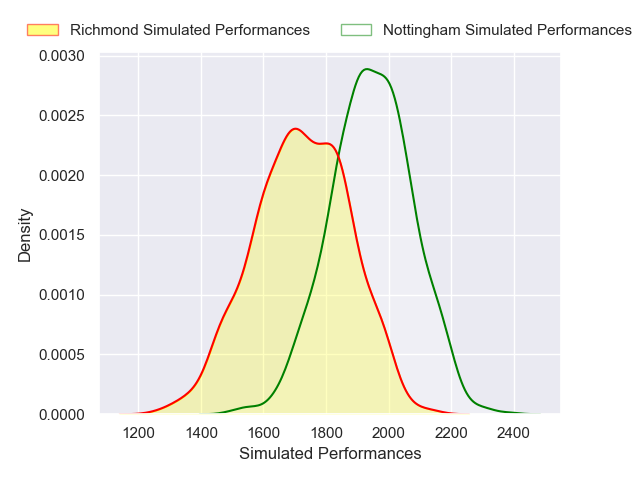 Richmond Simulated Performances Nottingham Simulated Performances
0.0030
0.0025
0.0020
0.0015
0.0010
0.0005
0.0000
Density
1200 1400 1600 1800 2000 2200 2400
Simulated Performances